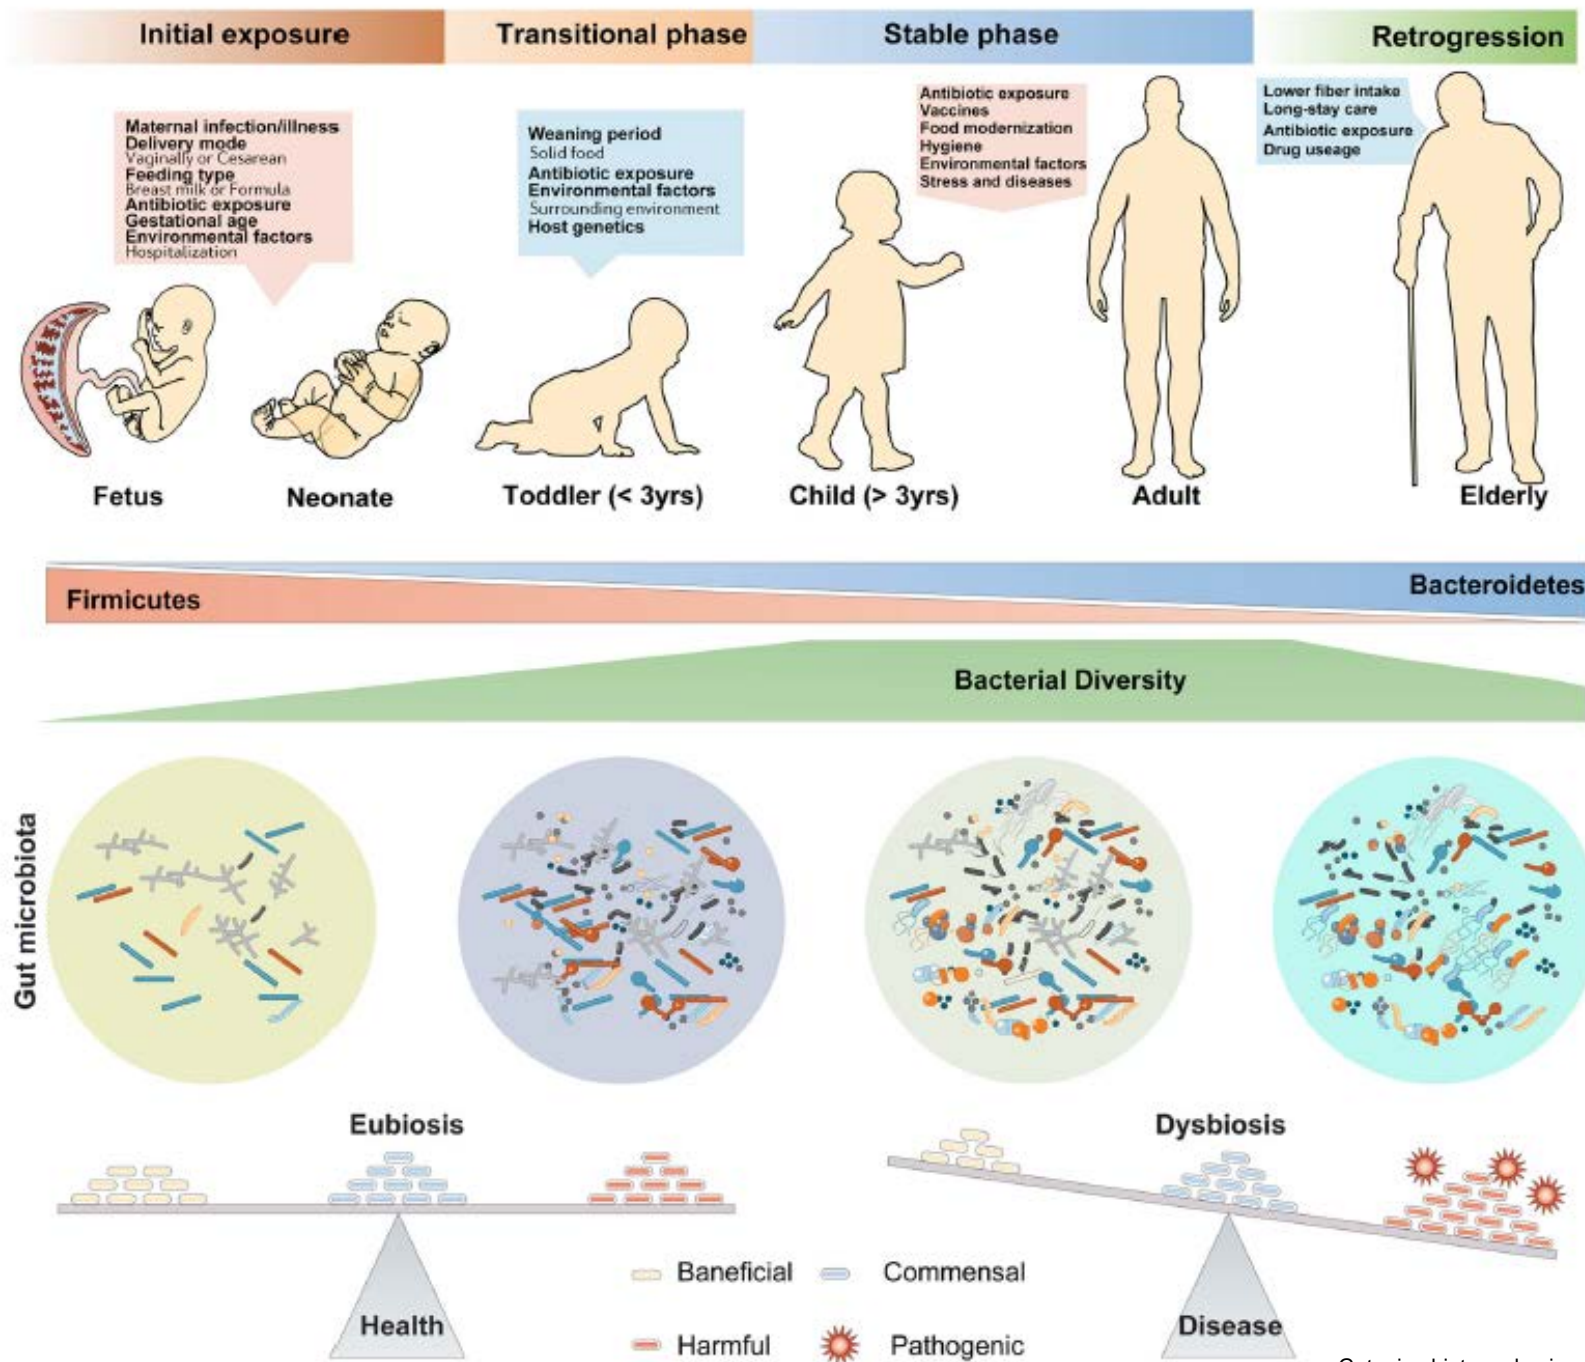 Initial exposure
Transitional phase
Stable phase
Retrogression
Maternal infection/illness
Delivery mode
Vaginally or Cesarean
Feeding type
Breast milk or Formula
Antibiotic exposure
Gestational age
Environmental factors
Hospitalization
Weaning period
Solid food
Antibiotic exposure
Environmental factors
Surrounding environment
Host genetics
Antibiotic exposure
Vaccines
Food modernization
Hygiene
Environmental factors
Stress and diseases
Lower fiber intake
Long-stay care
Antibiotic exposure
Drug useage
Fetus
Neonate
Toddler (< 3yrs)
Child (> 3yrs)
Adult
Elderly
Firmicutes
Bacteroidetes
Bacterial Diversity
Gut microbiota
Eubiosis
Dysbiosis
Health
Disease
Baneficial
Commensal
Harmful
Pathogenic